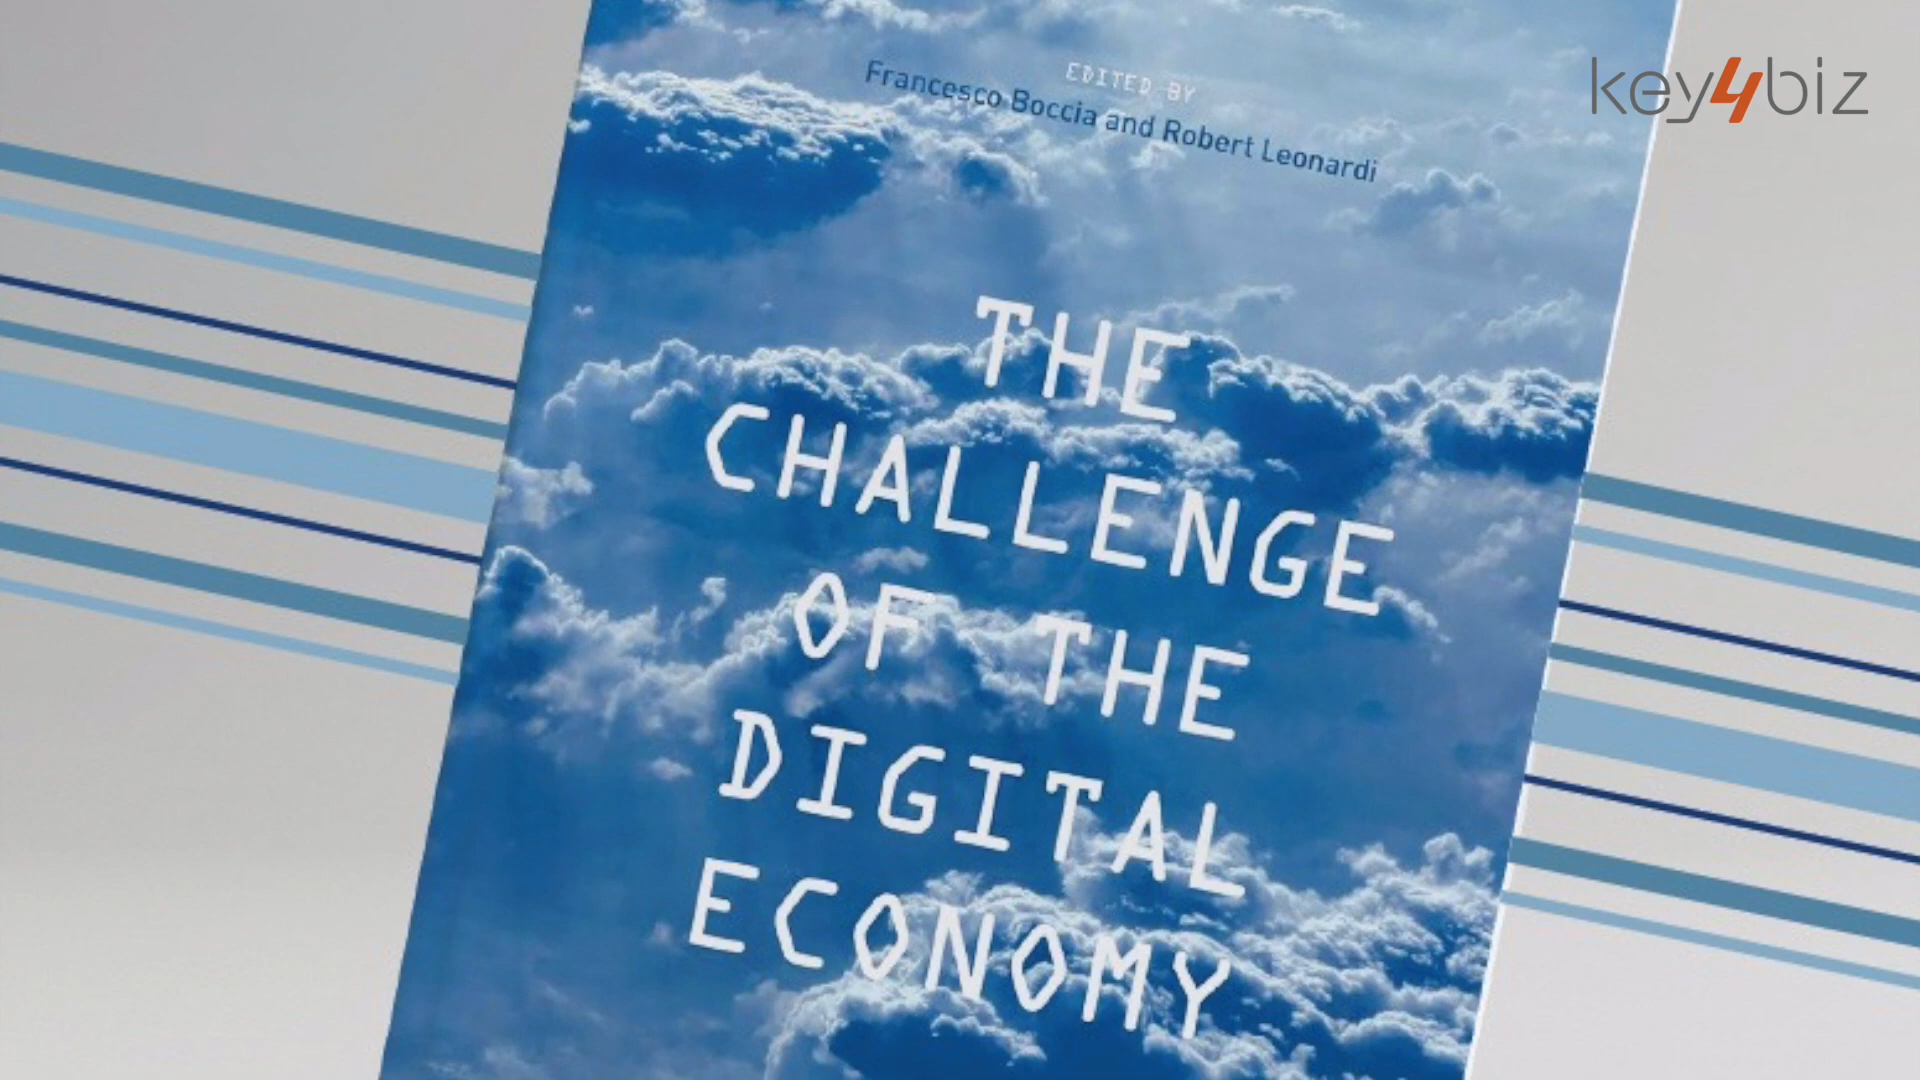 key4biz
EDITED BY
Francesco Boccia and Robert Leonardi
THE
CHALLENGE
OF THE
DIGITAL
ECONOMY